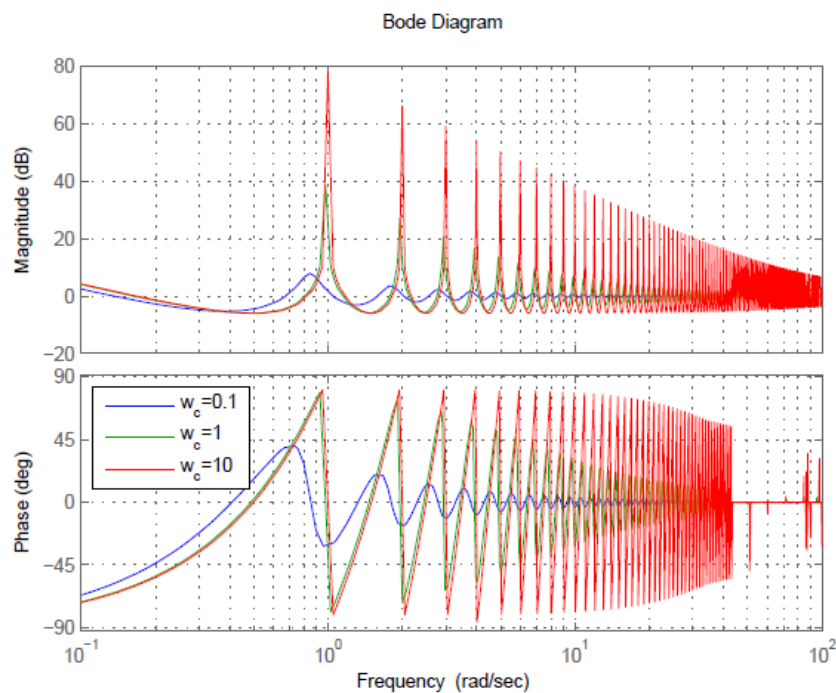 Bode Diagram
Magnitude (dB)
80
60
40
20
0
−20
Phase (deg)
90
45
0
−45
−90
w_c=0.1
w_c=1
w_c=10
10^−1
10^0
10^1
10^2
Frequency (rad/sec)